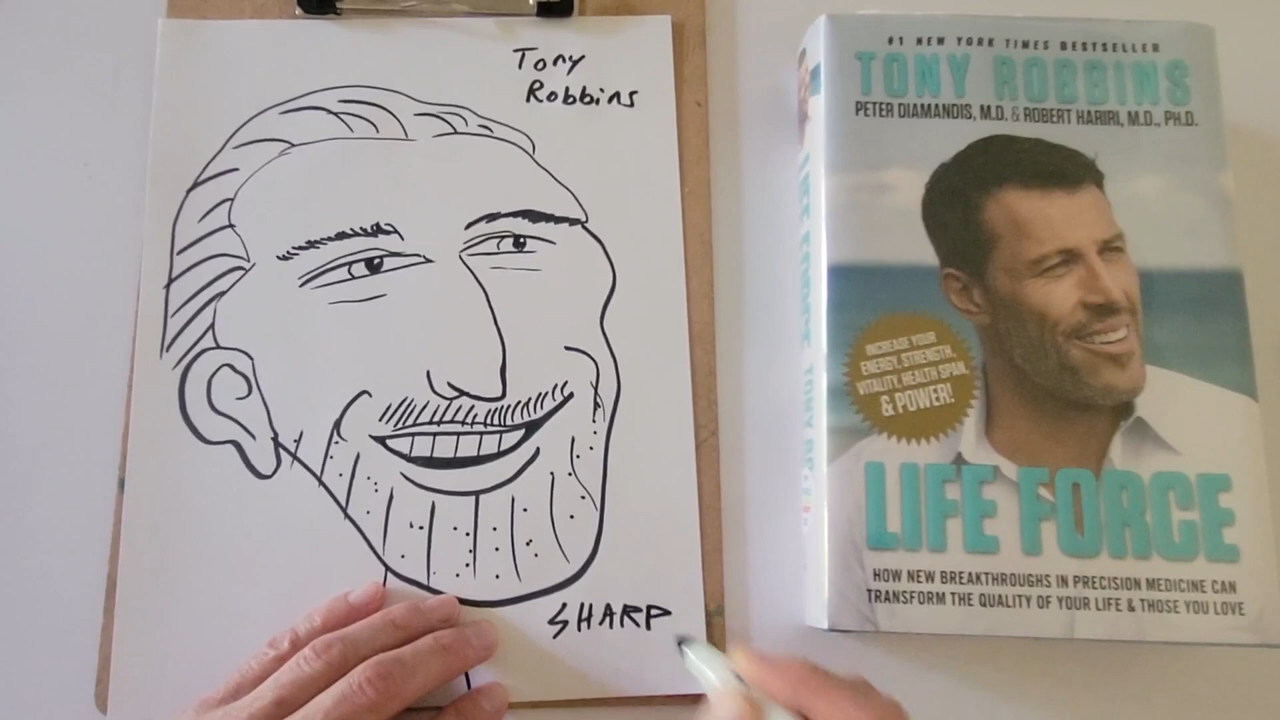 Tony
Robbins
SHARP
#1 NEW YORK TIMES BESTSELLER
TONY ROBBINS
PETER DIAMANDIS, M.D. & ROBERT HARIRI, M.D., PH.D.
INCREASE YOUR
ENERGY, STRENGTH,
VITALITY, HEALTH SPAN,
& POWER!
LIFE FORCE
HOW NEW BREAKTHROUGHS IN PRECISION MEDICINE CAN
TRANSFORM THE QUALITY OF YOUR LIFE & THOSE YOU LOVE
LIFE FORCE TONY